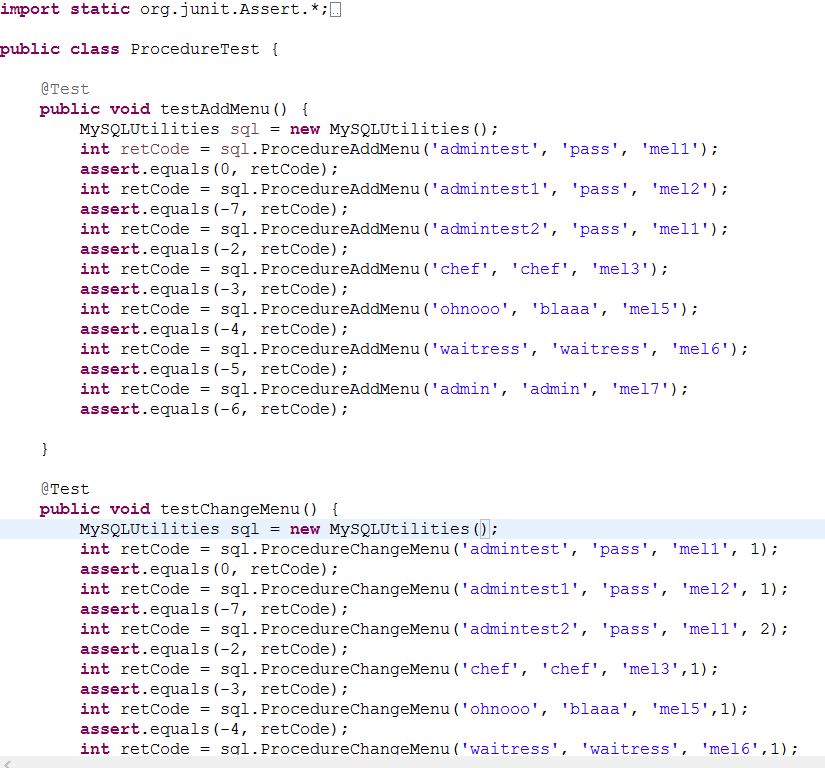 import static org.junit.Assert.*;
public class ProcedureTest {
@Test
public void testAddMenu() {
MySQLUtilities sql = new MySQLUtilities();
int retCode = sql.ProcedureAddMenu('admintest', 'pass', 'mel1');
assert.equals(0, retCode);
int retCode = sql.ProcedureAddMenu('admintest1', 'pass', 'mel2');
assert.equals(-7, retCode);
int retCode = sql.ProcedureAddMenu('admintest2', 'pass', 'mel1');
assert.equals(-2, retCode);
int retCode = sql.ProcedureAddMenu('chef', 'chef', 'mel3');
assert.equals(-3, retCode);
int retCode = sql.ProcedureAddMenu('ohnooo', 'blaaa', 'mel5');
assert.equals(-4, retCode);
int retCode = sql.ProcedureAddMenu('waitress', 'waitress', 'mel6');
assert.equals(-5, retCode);
int retCode = sql.ProcedureAddMenu('admin', 'admin', 'mel7');
assert.equals(-6, retCode);
}
@Test
public void testChangeMenu() {
MySQLUtilities sql = new MySQLUtilities();
int retCode = sql.ProcedureChangeMenu('admintest', 'pass', 'mel1', 1);
assert.equals(0, retCode);
int retCode = sql.ProcedureChangeMenu('admintest1', 'pass', 'mel2', 1);
assert.equals(-7, retCode);
int retCode = sql.ProcedureChangeMenu('admintest2', 'pass', 'mel1', 2);
assert.equals(-2, retCode);
int retCode = sql.ProcedureChangeMenu('chef', 'chef', 'mel3',1);
assert.equals(-3, retCode);
int retCode = sql.ProcedureChangeMenu('ohnooo', 'blaaa', 'mel5',1);
assert.equals(-4, retCode);
int retCode = sql.ProcedureChangeMenu('waitress', 'waitress', 'mel6',1);